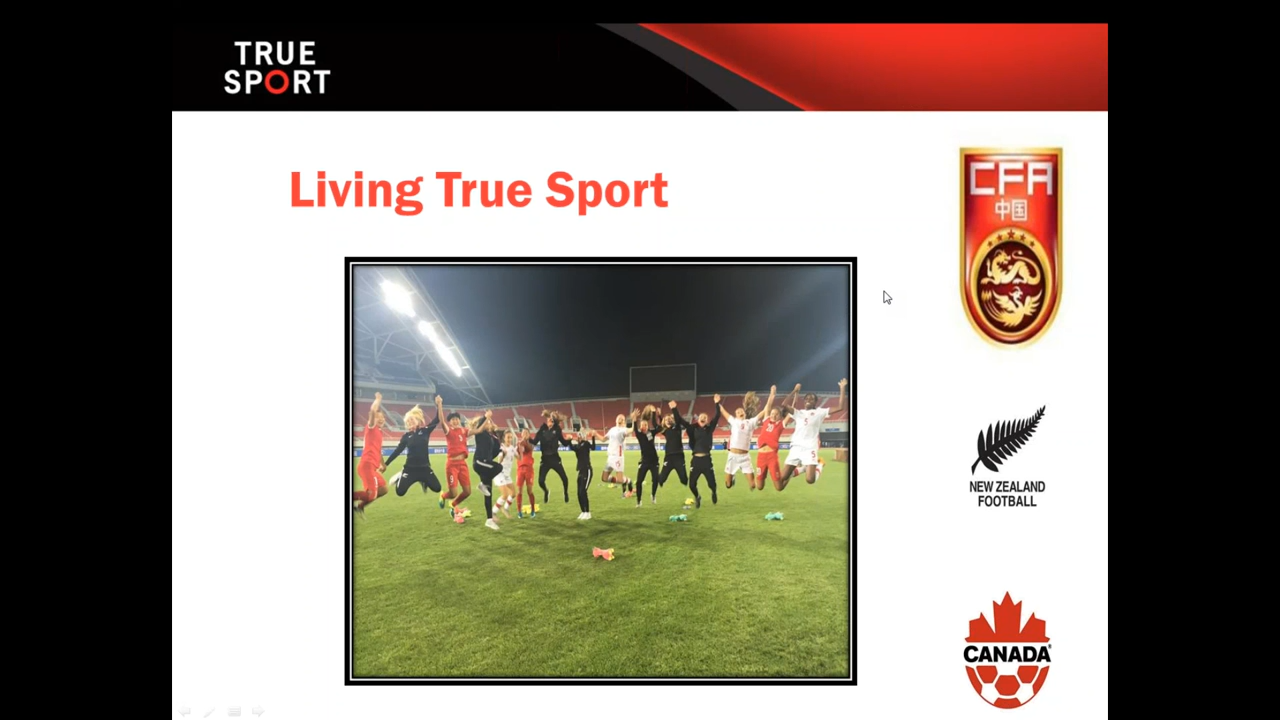 TRUE
SPORT
Living True Sport
CFA
中国
NEW ZEALAND
FOOTBALL
CANADA